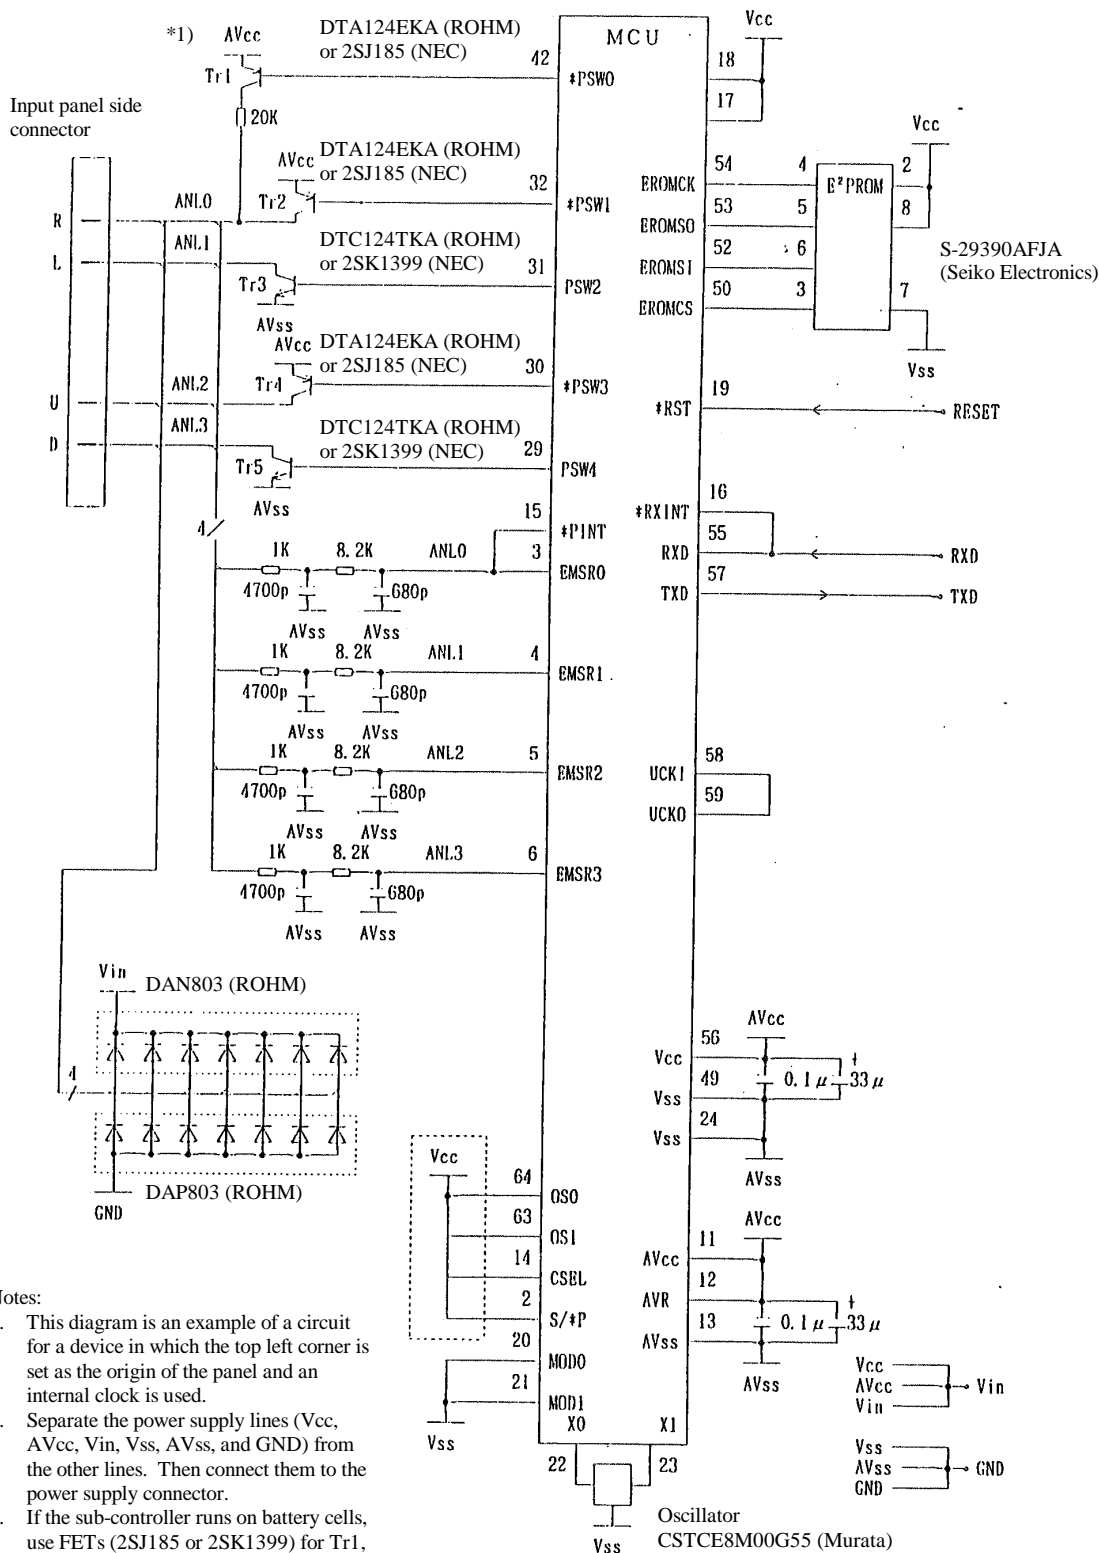 *1)
AVcc
DTA124EKA (ROHM)
or 2SJ185 (NEC)
Tr1
20K
42
*PSW0
MCU
Vcc
18
17
Input panel side
connector
AVcc
DTA124EKA (ROHM)
or 2SJ185 (NEC)
Tr2
32
*PSW1
R
ANL0
L
ANL1
DTC124TKA (ROHM)
or 2SK1399 (NEC)
Tr3
AVss
31
PSW2
AVcc
DTA124EKA (ROHM)
or 2SJ185 (NEC)
Tr4
30
*PSW3
U
ANL2
D
ANL3
DTC124TKA (ROHM)
or 2SK1399 (NEC)
Tr5
AVss
29
PSW4
EROMCK
54
4
E²PROM
2
Vcc
EROMSO
53
5
8
EROMSI
52
6
EROMCS
50
3
7
Vss
S-29390AFJA
(Seiko Electronics)
*RST
19
RESET
*RXINT
16
RXD
55
RXD
TXD
57
TXD
4
15
*PINT
1K
8.2K
ANL0
3
EMSR0
4700p
680p
AVss
AVss
1K
8.2K
ANL1
4
EMSR1
4700p
680p
AVss
AVss
1K
8.2K
ANL2
5
EMSR2
4700p
680p
AVss
AVss
1K
8.2K
ANL3
6
EMSR3
4700p
680p
AVss
AVss
UCK1
58
UCKO
59
Vin
DAN803 (ROHM)
4
DAP803 (ROHM)
GND
Vcc
56
AVcc
Vss
49
0.1μ
+
33μ
Vss
24
AVss
Vcc
64
OS0
63
OS1
14
CSEL
2
S/*P
20
MOD0
21
MOD1
Vss
AVcc
11
AVcc
AVR
12
AVss
13
0.1μ
+
33μ
AVss
X0
X1
22
23
Vss
Oscillator
CSTCE8M00G55 (Murata)
Vcc
AVcc
Vin
Vin
Vss
AVss
GND
GND
Notes:
. This diagram is an example of a circuit
for a device in which the top left corner is
set as the origin of the panel and an
internal clock is used.
. Separate the power supply lines (Vcc,
AVcc, Vin, Vss, AVss, and GND) from
the other lines. Then connect them to the
power supply connector.
. If the sub-controller runs on battery cells,
use FETs (2SJ185 or 2SK1399) for Tr1,